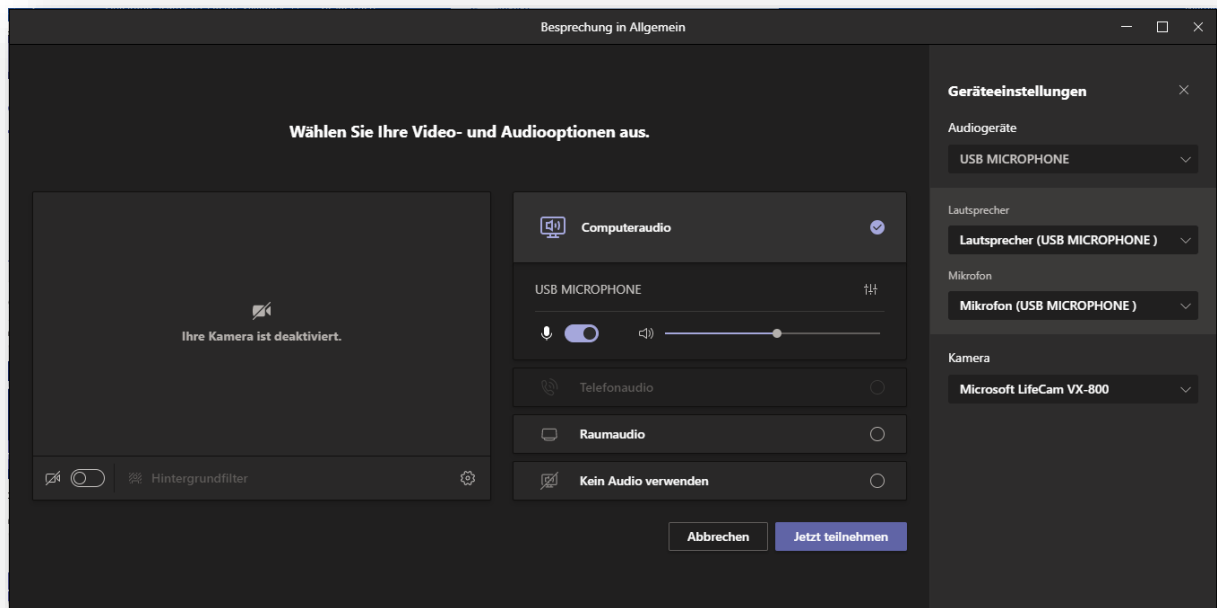 Besprechung in Allgemein
Wählen Sie Ihre Video- und Audiooptionen aus.
Ihre Kamera ist deaktiviert.
Hintergrundfilter
Computeraudio
USB MICROPHONE
Telefonaudio
Raumaudio
Kein Audio verwenden
Abbrechen
Jetzt teilnehmen
Geräteeinstellungen
Audiogeräte
USB MICROPHONE
Lautsprecher
Lautsprecher (USB MICROPHONE )
Mikrofon
Mikrofon (USB MICROPHONE )
Kamera
Microsoft LifeCam VX-800